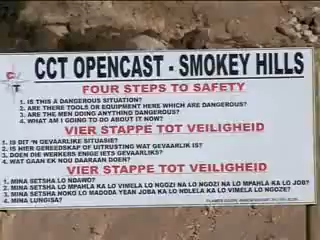 CCT OPENCAST - SMOKEY HILLS
FOUR STEPS TO SAFETY
1. IS THIS A DANGEROUS SITUATION?
2. ARE THERE TOOLS OR EQUIPMENT HERE WHICH ARE DANGEROUS?
3. ARE THE MEN DOING ANYTHIND DANGEROUS?
4. WHAT AM I GOING TO DO ABOUT IT NOW?
VIER STAPPE TOT VEILIGHEID
1. IS DIT 'N GEVAARLIKE SITUASIE?
2. IS HIER GEREEDSKAP OF UITRUSTING WAT GEVAARLIK IS?
3. DOEN DIE WERKERS ENIGE IETS GEVAARLIKS?
4. WAT GAAN EK NOU DAARAAN DOEN?
VIER STAPPE TOT VEILIGHEID
1. MINA SETSHA LO NDAWO?
2. MINA SETSHA LO MPAHLA KA LO VIMELA LO NGOZI NA LO NGOZI NA LO MPAHLA KA LO JOB?
3. MINA SETSHA NOKO LO MADODA YEAN JOBA KA LO NDLELA KA LO VIMELA LO NGOZE?
4. MINA LUNGISA?